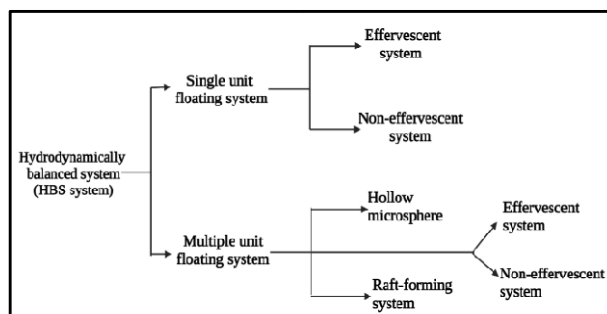 Effervescent
system
Single unit
floating system
Non-effervescent
system
Hydrodynamically
balanced system
(HBS system)
Hollow
microsphere
Effervescent
system
Multiple unit
floating system
Raft-forming
system
Non-effervescent
system